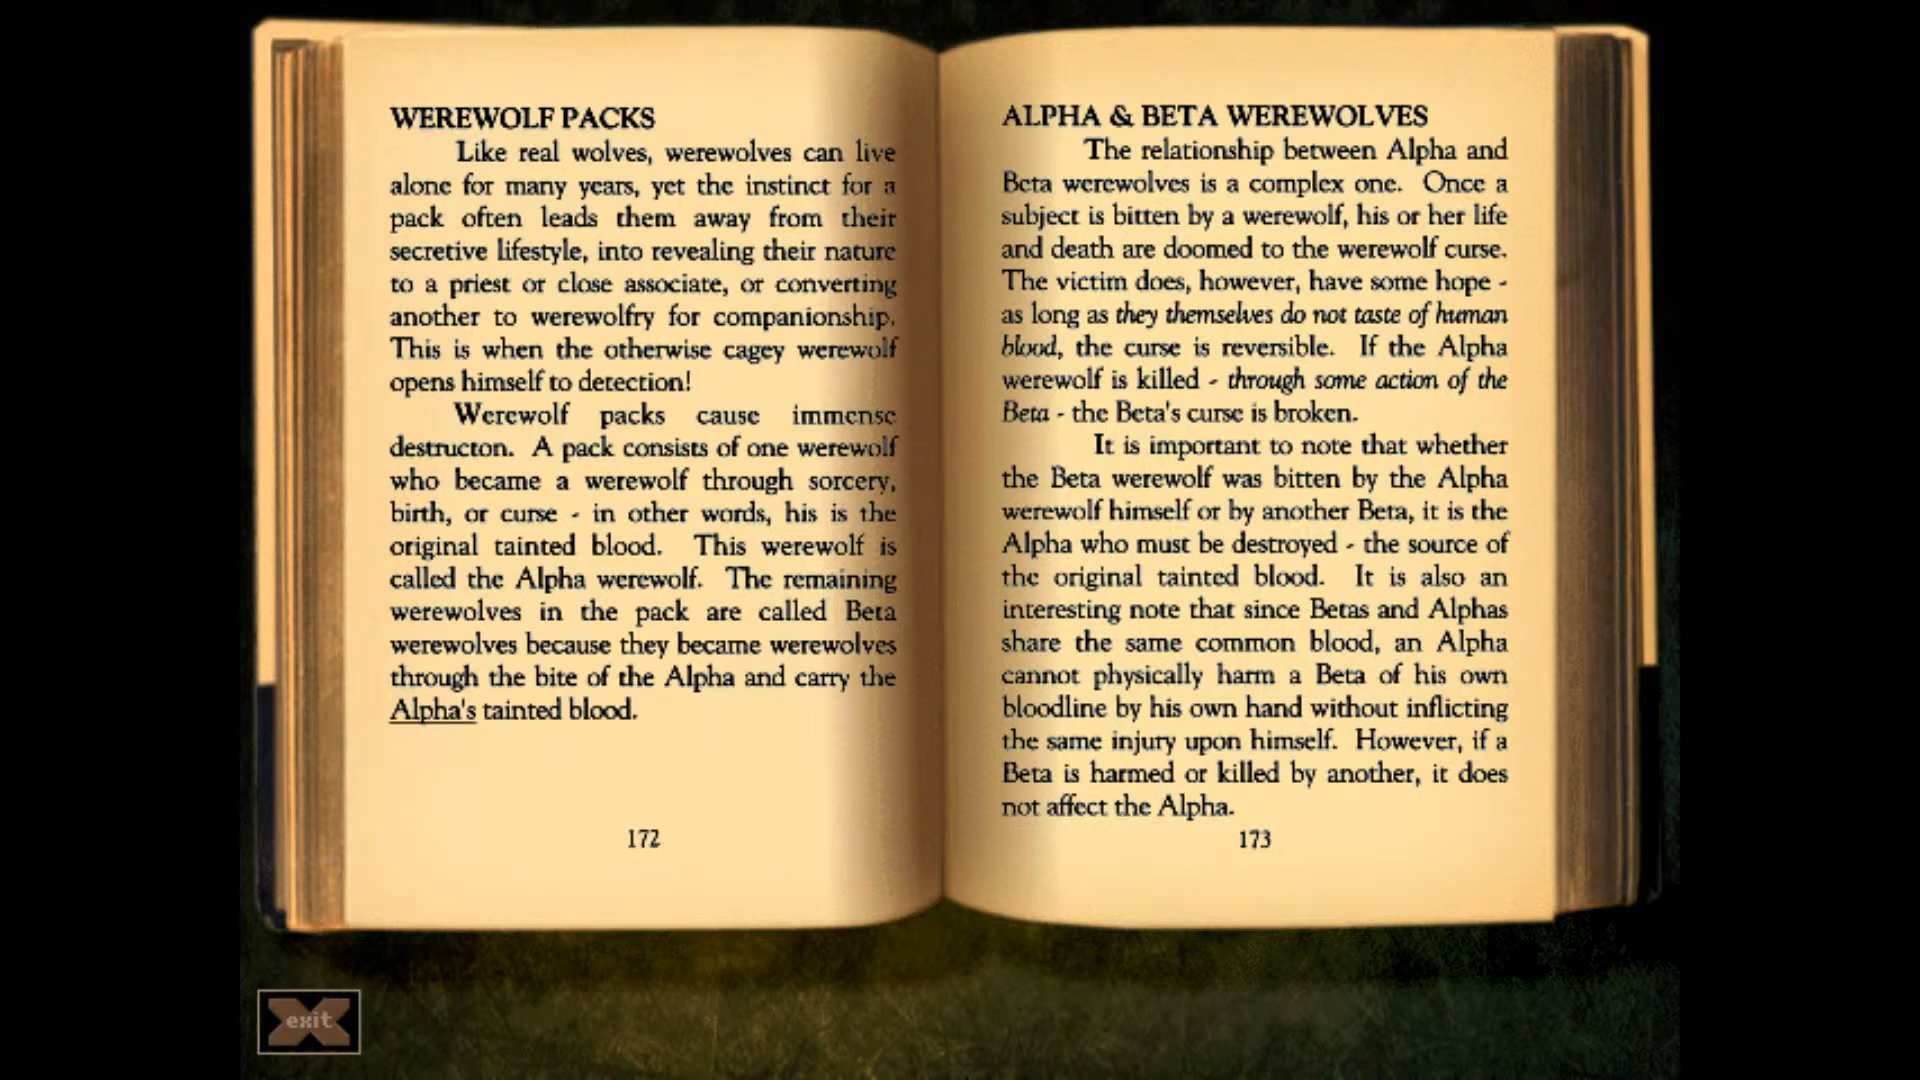 WEREWOLF PACKS
Like real wolves, werewolves can live
alone for many years, yet the instinct for a
pack often leads them away from their
secretive lifestyle, into revealing their nature
to a priest or close associate, or converting
another to werewolfry for companionship.
This is when the otherwise cagey werewolf
opens himself to detection!
Werewolf packs cause immense
destructon. A pack consists of one werewolf
who became a werewolf through sorcery,
birth, or curse - in other words, his is the
original tainted blood. This werewolf is
called the Alpha werewolf. The remaining
werewolves in the pack are called Beta
werewolves because they became werewolves
through the bite of the Alpha and carry the
Alpha's tainted blood.
172
ALPHA & BETA WEREWOLVES
The relationship between Alpha and
Beta werewolves is a complex one. Once a
subject is bitten by a werewolf, his or her life
and death are doomed to the werewolf curse.
The victim does, however, have some hope -
as long as they themselves do not taste of human
blood, the curse is reversible. If the Alpha
werewolf is killed - through some action of the
Beta - the Beta's curse is broken.
It is important to note that whether
the Beta werewolf was bitten by the Alpha
werewolf himself or by another Beta, it is the
Alpha who must be destroyed - the source of
the original tainted blood. It is also an
interesting note that since Betas and Alphas
share the same common blood, an Alpha
cannot physically harm a Beta of his own
bloodline by his own hand without inflicting
the same injury upon himself. However, if a
Beta is harmed or killed by another, it does
not affect the Alpha.
173
exit